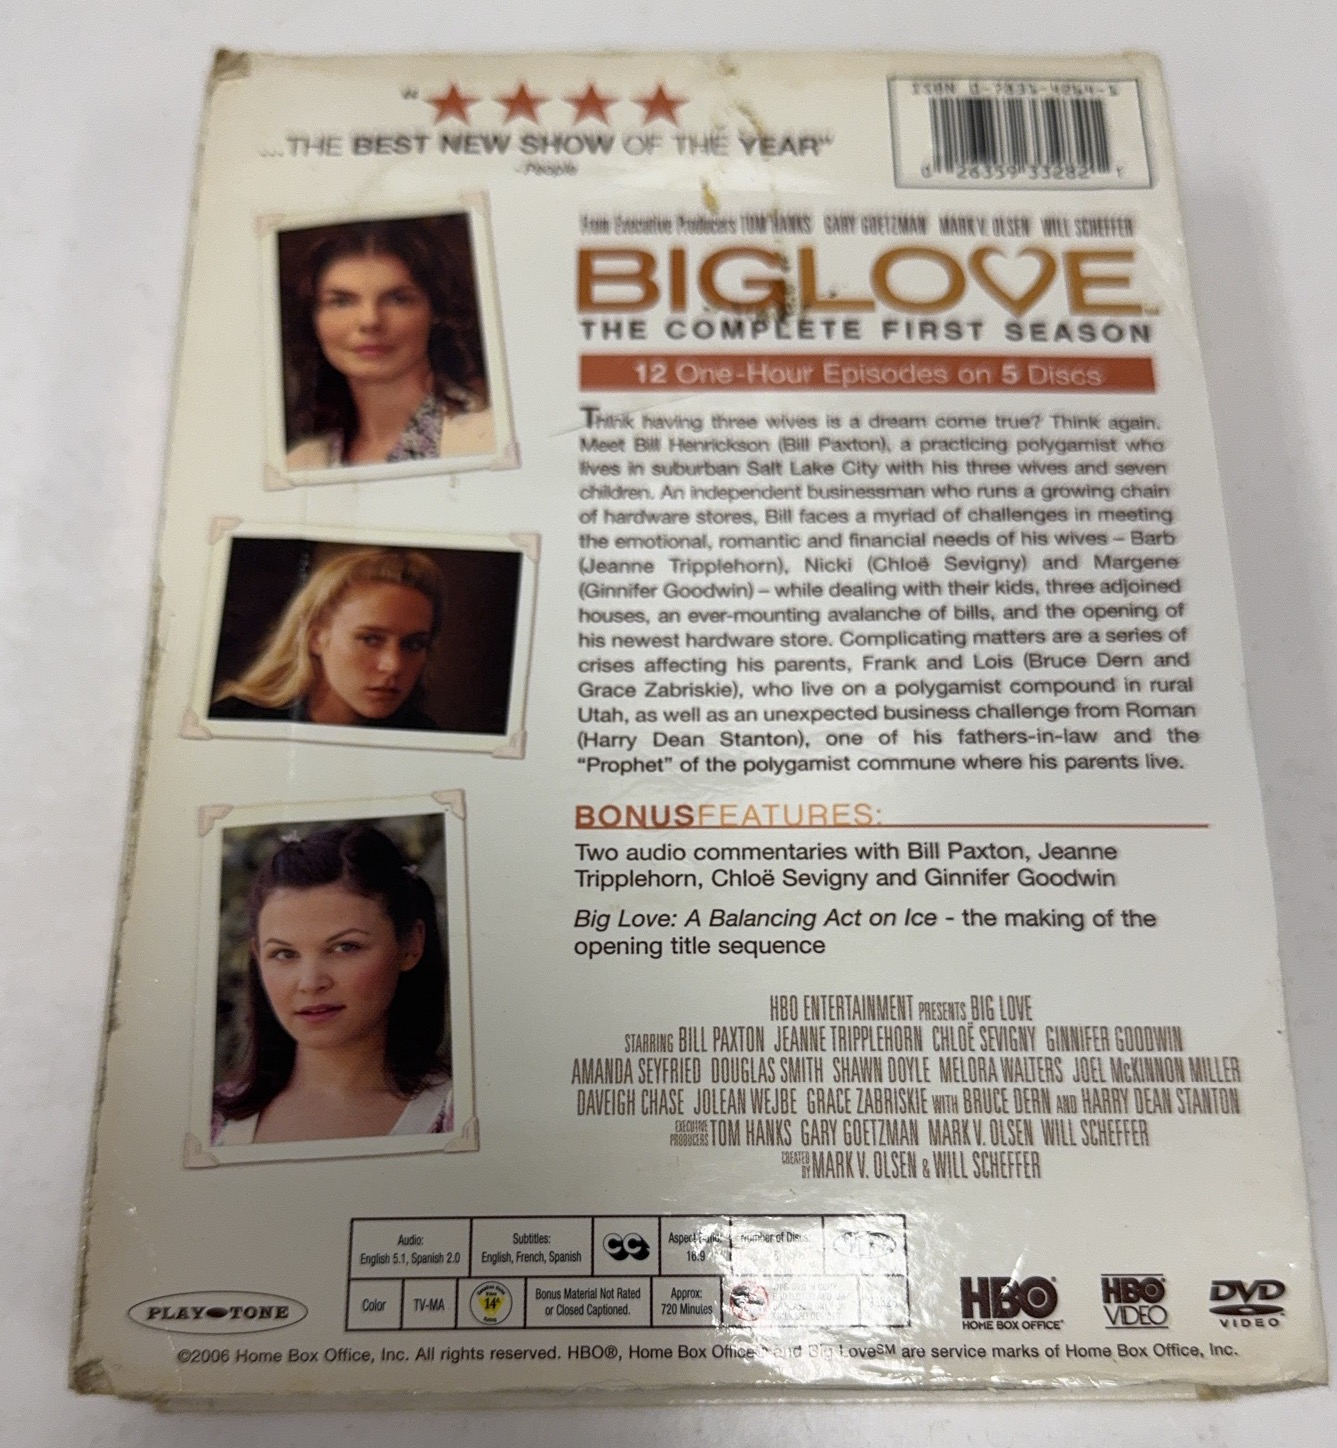 "★★★★
...THE BEST NEW SHOW OF THE YEAR"
-People
ISBN 0-7831-4264-5
0 26359 33282 1
From Executive Producers TOM HANKS GARY GOETZMAN MARK V. OLSEN WILL SCHEFFER
BIGLOVE
THE COMPLETE FIRST SEASON
12 One-Hour Episodes on 5 Discs
Think having three wives is a dream come true? Think again.
Meet Bill Henrickson (Bill Paxton), a practicing polygamist who
lives in suburban Salt Lake City with his three wives and seven
children. An independent businessman who runs a growing chain
of hardware stores, Bill faces a myriad of challenges in meeting
the emotional, romantic and financial needs of his wives – Barb
(Jeanne Tripplehorn), Nicki (Chloë Sevigny) and Margene
(Ginnifer Goodwin) – while dealing with their kids, three adjoined
houses, an ever-mounting avalanche of bills, and the opening of
his newest hardware store. Complicating matters are a series of
crises affecting his parents, Frank and Lois (Bruce Dern and
Grace Zabriskie), who live on a polygamist compound in rural
Utah, as well as an unexpected business challenge from Roman
(Harry Dean Stanton), one of his fathers-in-law and the
“Prophet” of the polygamist commune where his parents live.
BONUSFEATURES:
Two audio commentaries with Bill Paxton, Jeanne
Tripplehorn, Chloë Sevigny and Ginnifer Goodwin
Big Love: A Balancing Act on Ice - the making of the
opening title sequence
HBO ENTERTAINMENT PRESENTS BIG LOVE
STARRING BILL PAXTON JEANNE TRIPPLEHORN CHLOË SEVIGNY GINNIFER GOODWIN
AMANDA SEYFRIED DOUGLAS SMITH SHAWN DOYLE MELORA WALTERS JOEL McKINNON MILLER
DAVEIGH CHASE JOLEAN WEJBE GRACE ZABRISKIE WITH BRUCE DERN AND HARRY DEAN STANTON
EXECUTIVE PRODUCERS TOM HANKS GARY GOETZMAN MARK V. OLSEN WILL SCHEFFER
CREATED BY MARK V. OLSEN & WILL SCHEFFER
Audio:
English 5.1, Spanish 2.0
Subtitles:
English, French, Spanish
CC
16:9
Number of Discs:
Color
TV-MA
14
Bonus Material Not Rated
or Closed Captioned.
Approx:
720 Minutes
PLAY-TONE
HBO
HOME BOX OFFICE
HBO
VIDEO
DVD
VIDEO
©2006 Home Box Office, Inc. All rights reserved. HBO®, Home Box Office® and Big Love℠ are service marks of Home Box Office, Inc.